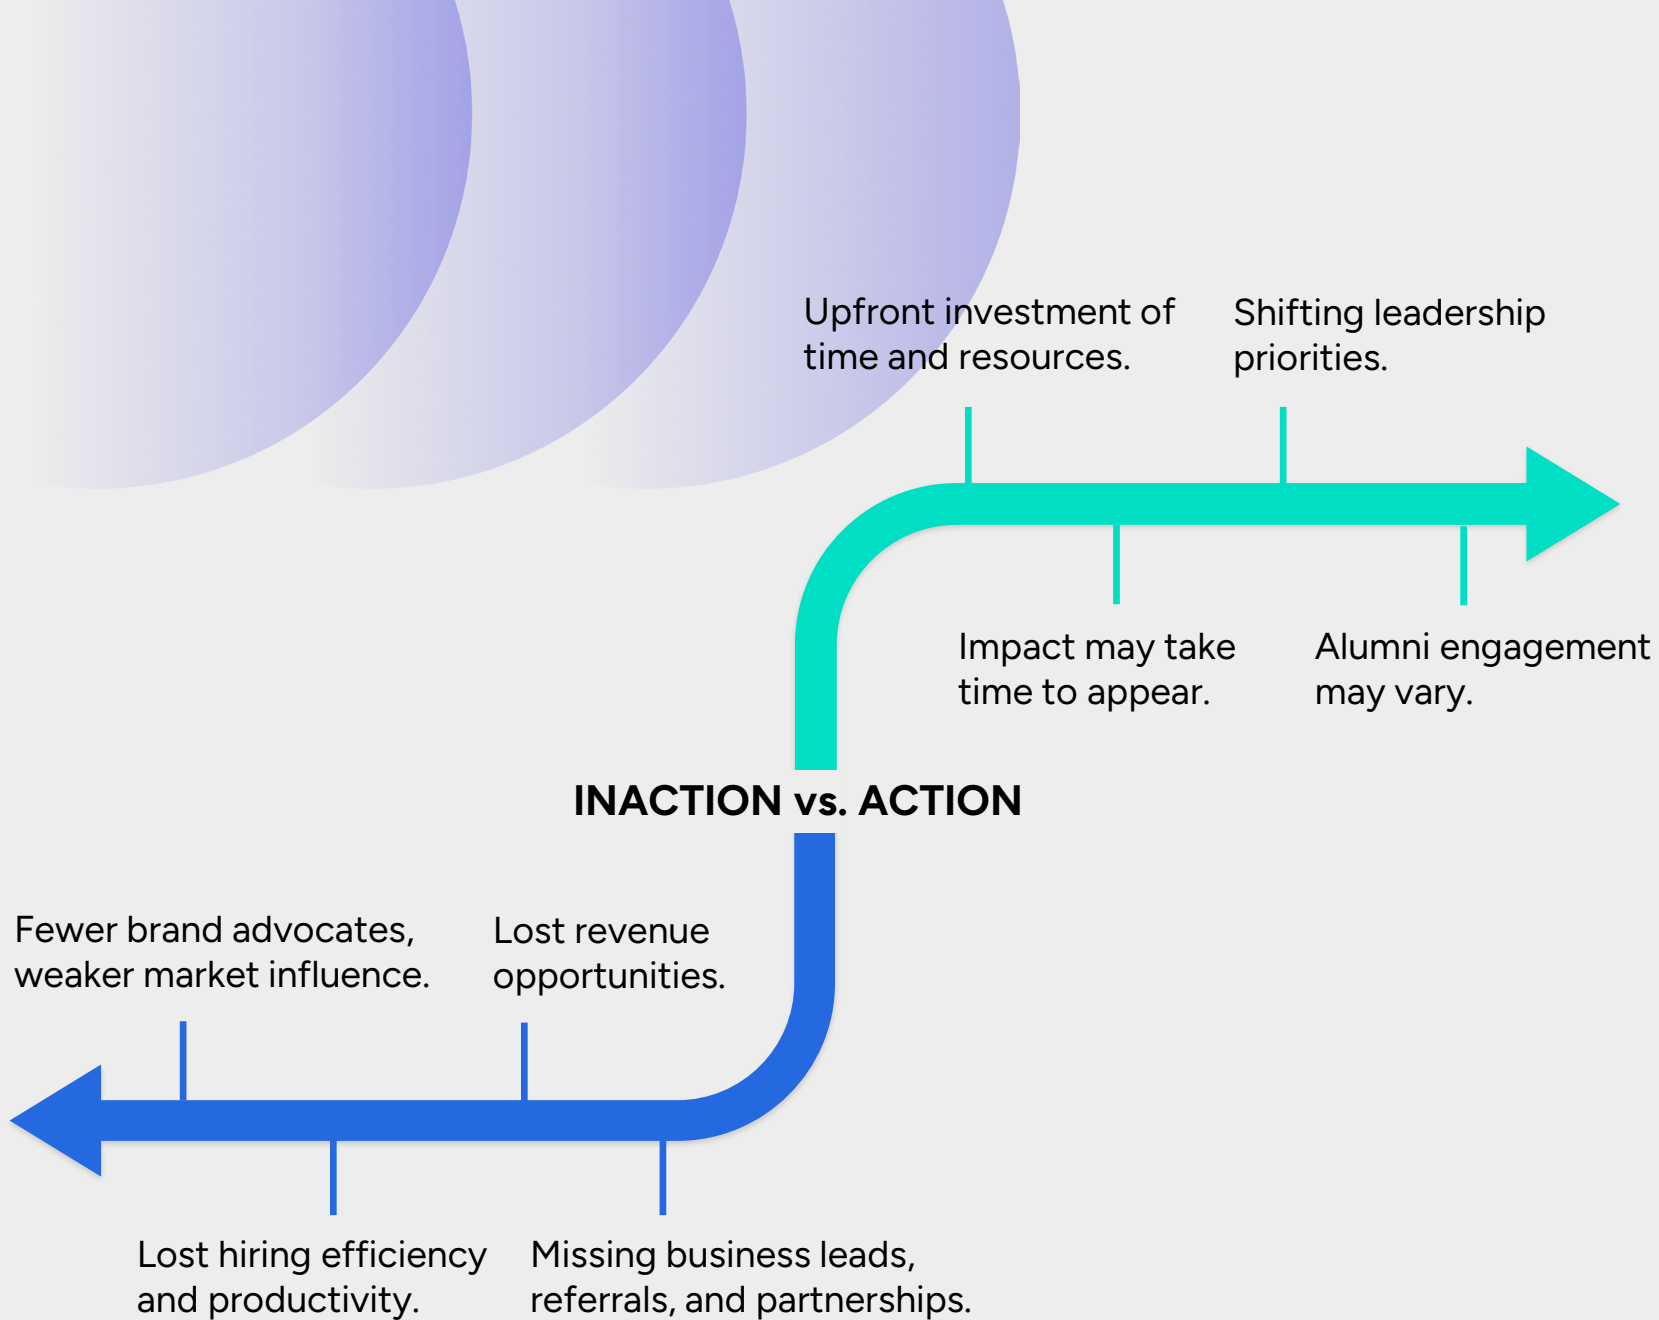 Upfront investment of
time and resources.
Shifting leadership
priorities.
Impact may take
time to appear.
Alumni engagement
may vary.
INACTION vs. ACTION
Fewer brand advocates,
weaker market influence.
Lost revenue
opportunities.
Lost hiring efficiency
and productivity.
Missing business leads,
referrals, and partnerships.